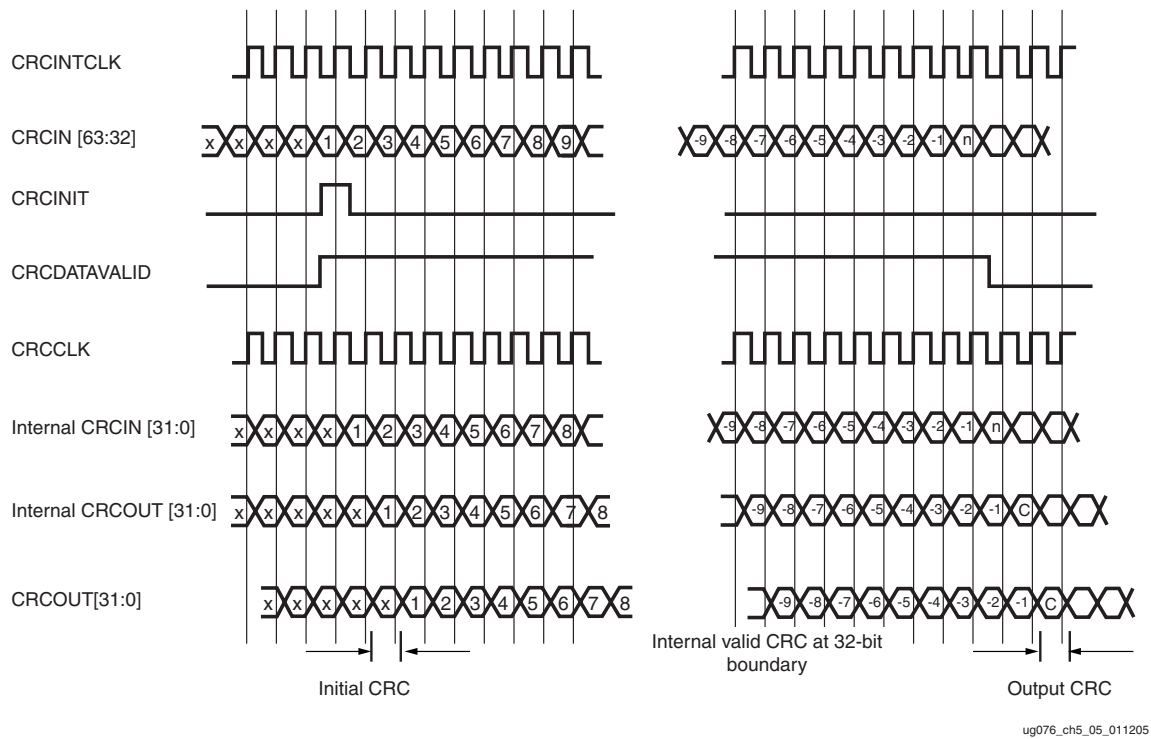 CRCINTCLK
CRCIN [63:32]
x x x x 1 2 3 4 5 6 7 8 9
-9 -8 -7 -6 -5 -4 -3 -2 -1 n
CRCINIT
CRCDATAVALID
CRCCLK
Internal CRCIN [31:0]
x x x x 1 2 3 4 5 6 7 8
-9 -8 -7 -6 -5 -4 -3 -2 -1 n
Internal CRCOUT [31:0]
x x x x x 1 2 3 4 5 6 7 8
-9 -8 -7 -6 -5 -4 -3 -2 -1 C
CRCOUT[31:0]
x x x x x 1 2 3 4 5 6 7 8
-9 -8 -7 -6 -5 -4 -3 -2 -1 C
Internal valid CRC at 32-bit
boundary
Initial CRC
Output CRC
ug076_ch5_05_011205